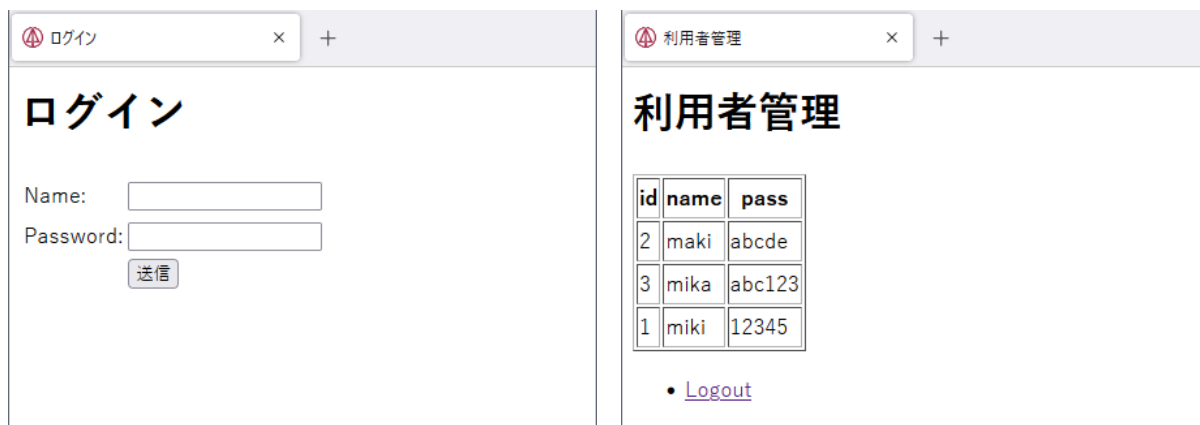 ログイン
ログイン
Name:
Password:
送信
利用者管理
利用者管理
id name pass
2 maki abcde
3 mika abc123
1 miki 12345
• Logout